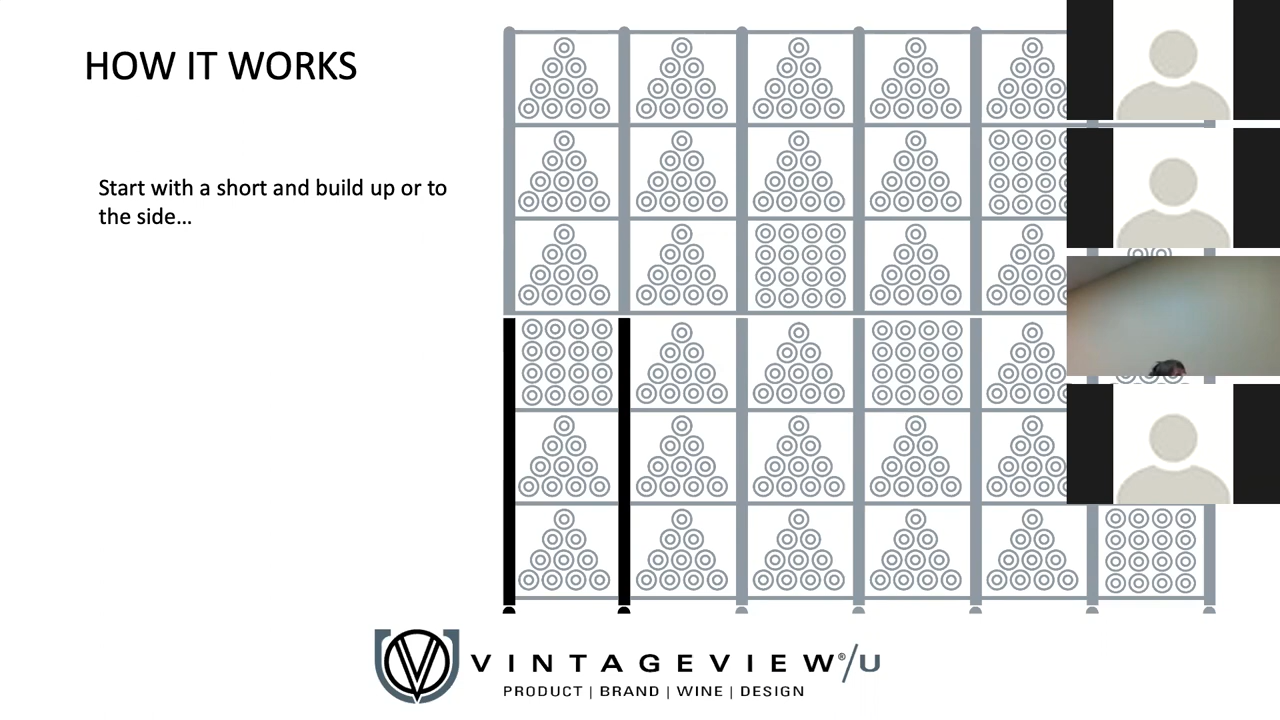 HOW IT WORKS
Start with a short and build up or to
the side...
VINTAGEVIEW®/U
PRODUCT | BRAND | WINE | DESIGN